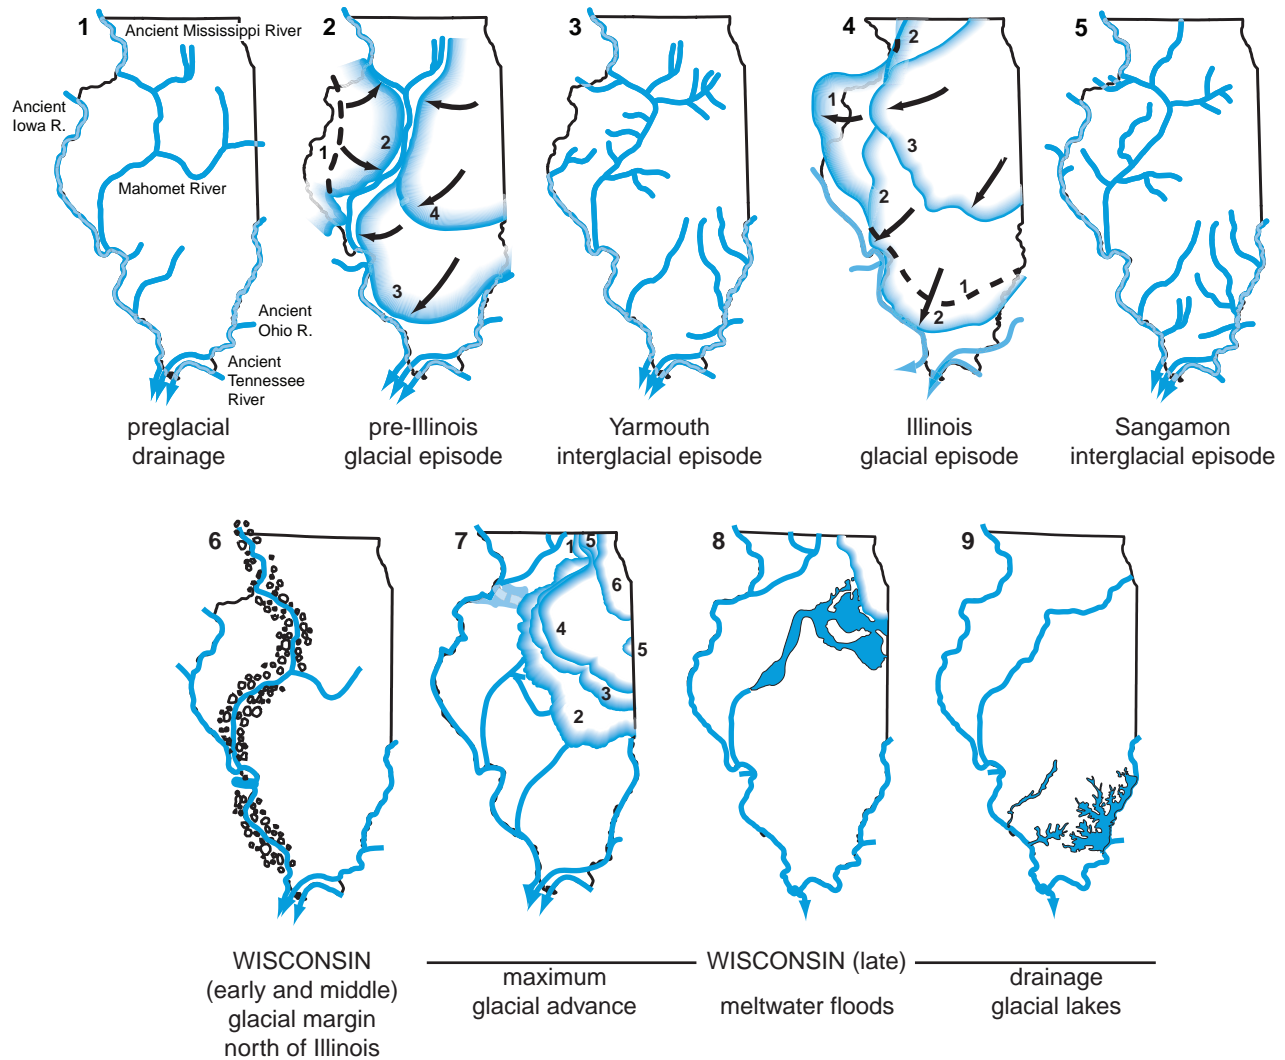 1
Ancient Mississippi River
Ancient
Iowa R.
Mahomet River
Ancient
Ohio R.
Ancient
Tennessee
River
preglacial
drainage
2
1
2
4
3
pre-Illinois
glacial episode
3
Yarmouth
interglacial episode
4
2
1
3
2
1
2
Illinois
glacial episode
5
Sangamon
interglacial episode
6
WISCONSIN
(early and middle)
glacial margin
north of Illinois
7
1
5
6
4
5
3
2
maximum
glacial advance
8
WISCONSIN (late)
meltwater floods
9
drainage
glacial lakes